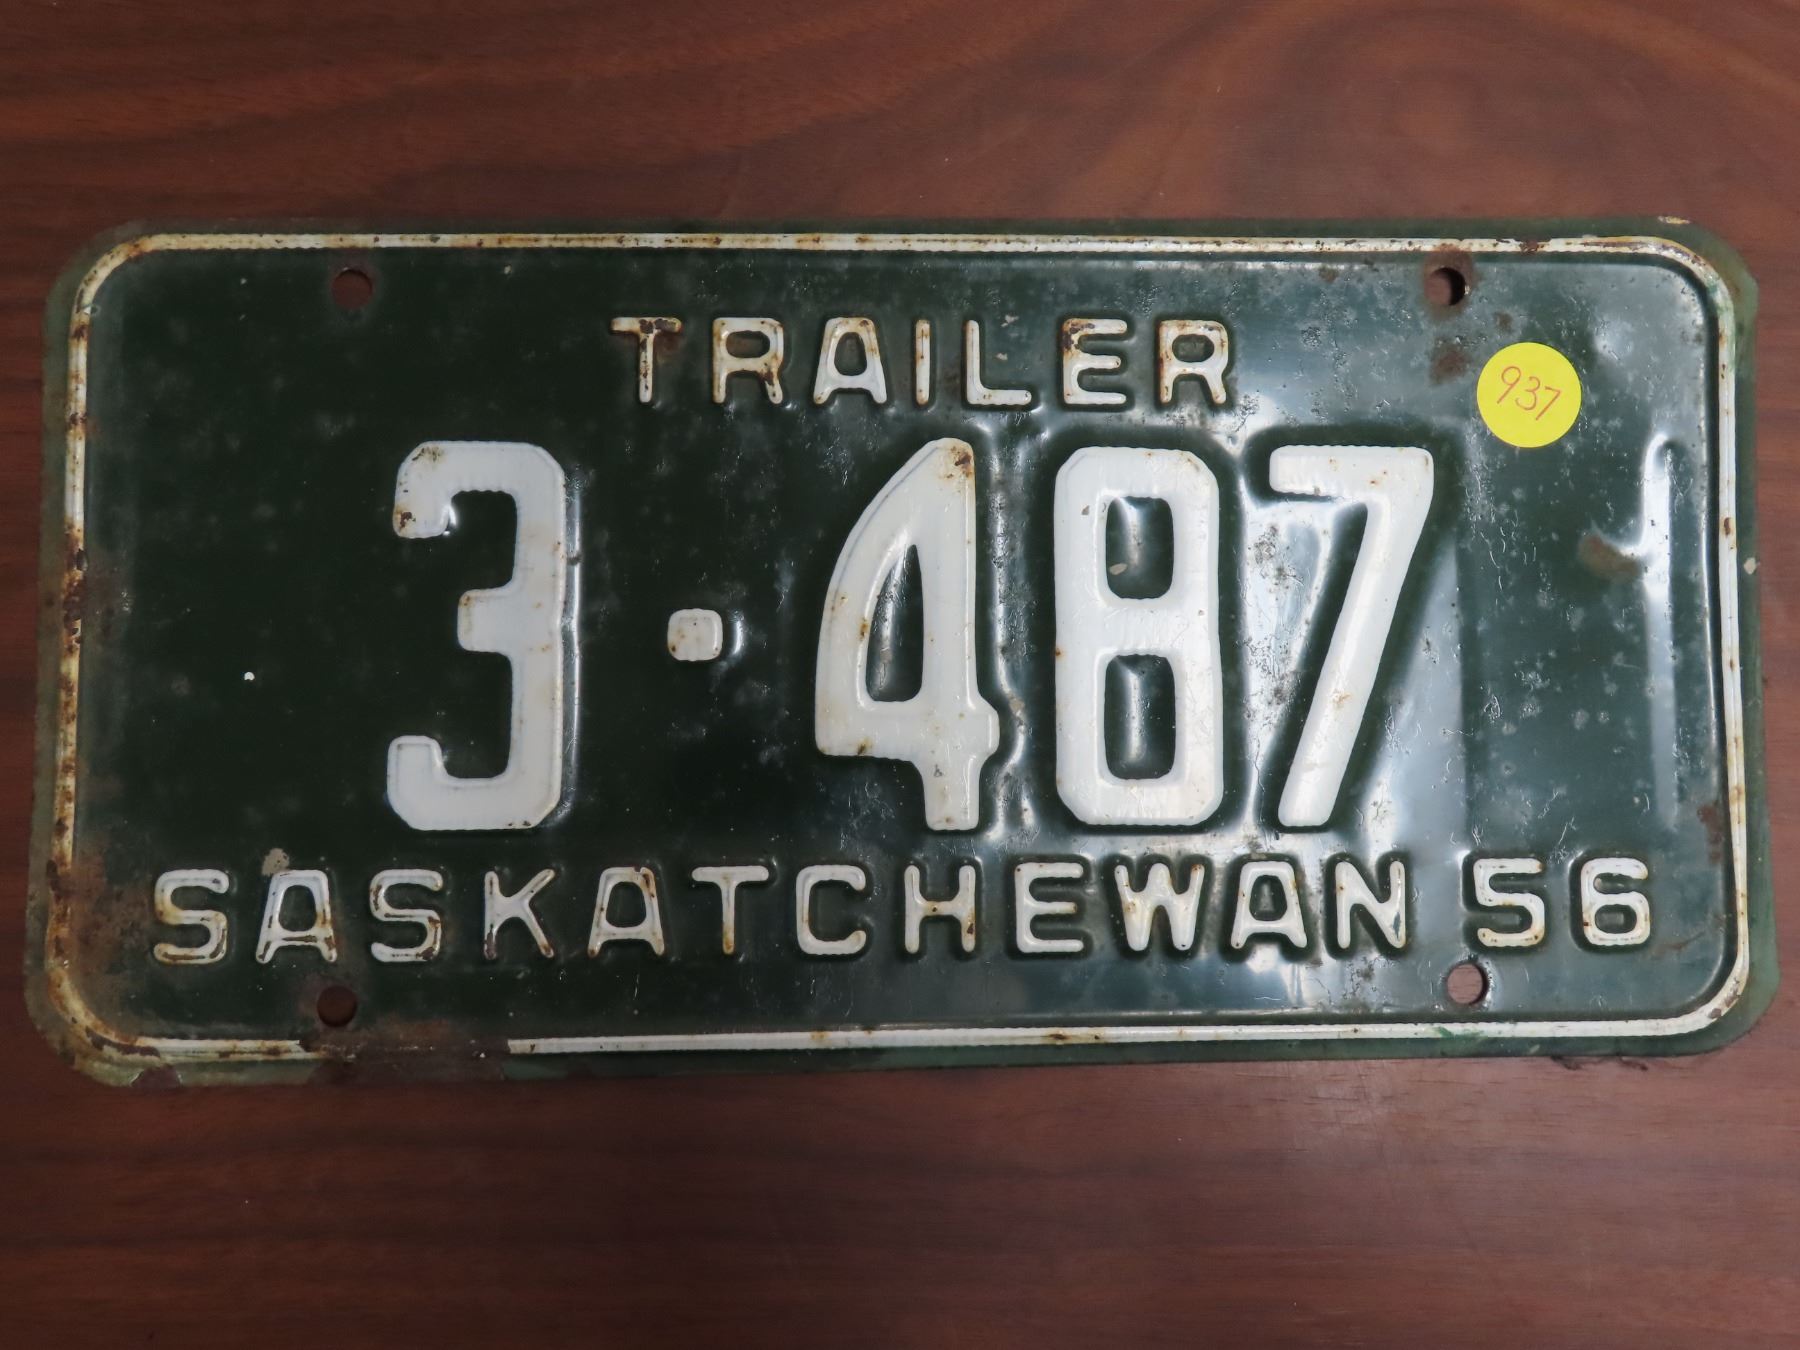 TRAILER
937
3·487
SASKATCHEWAN 56